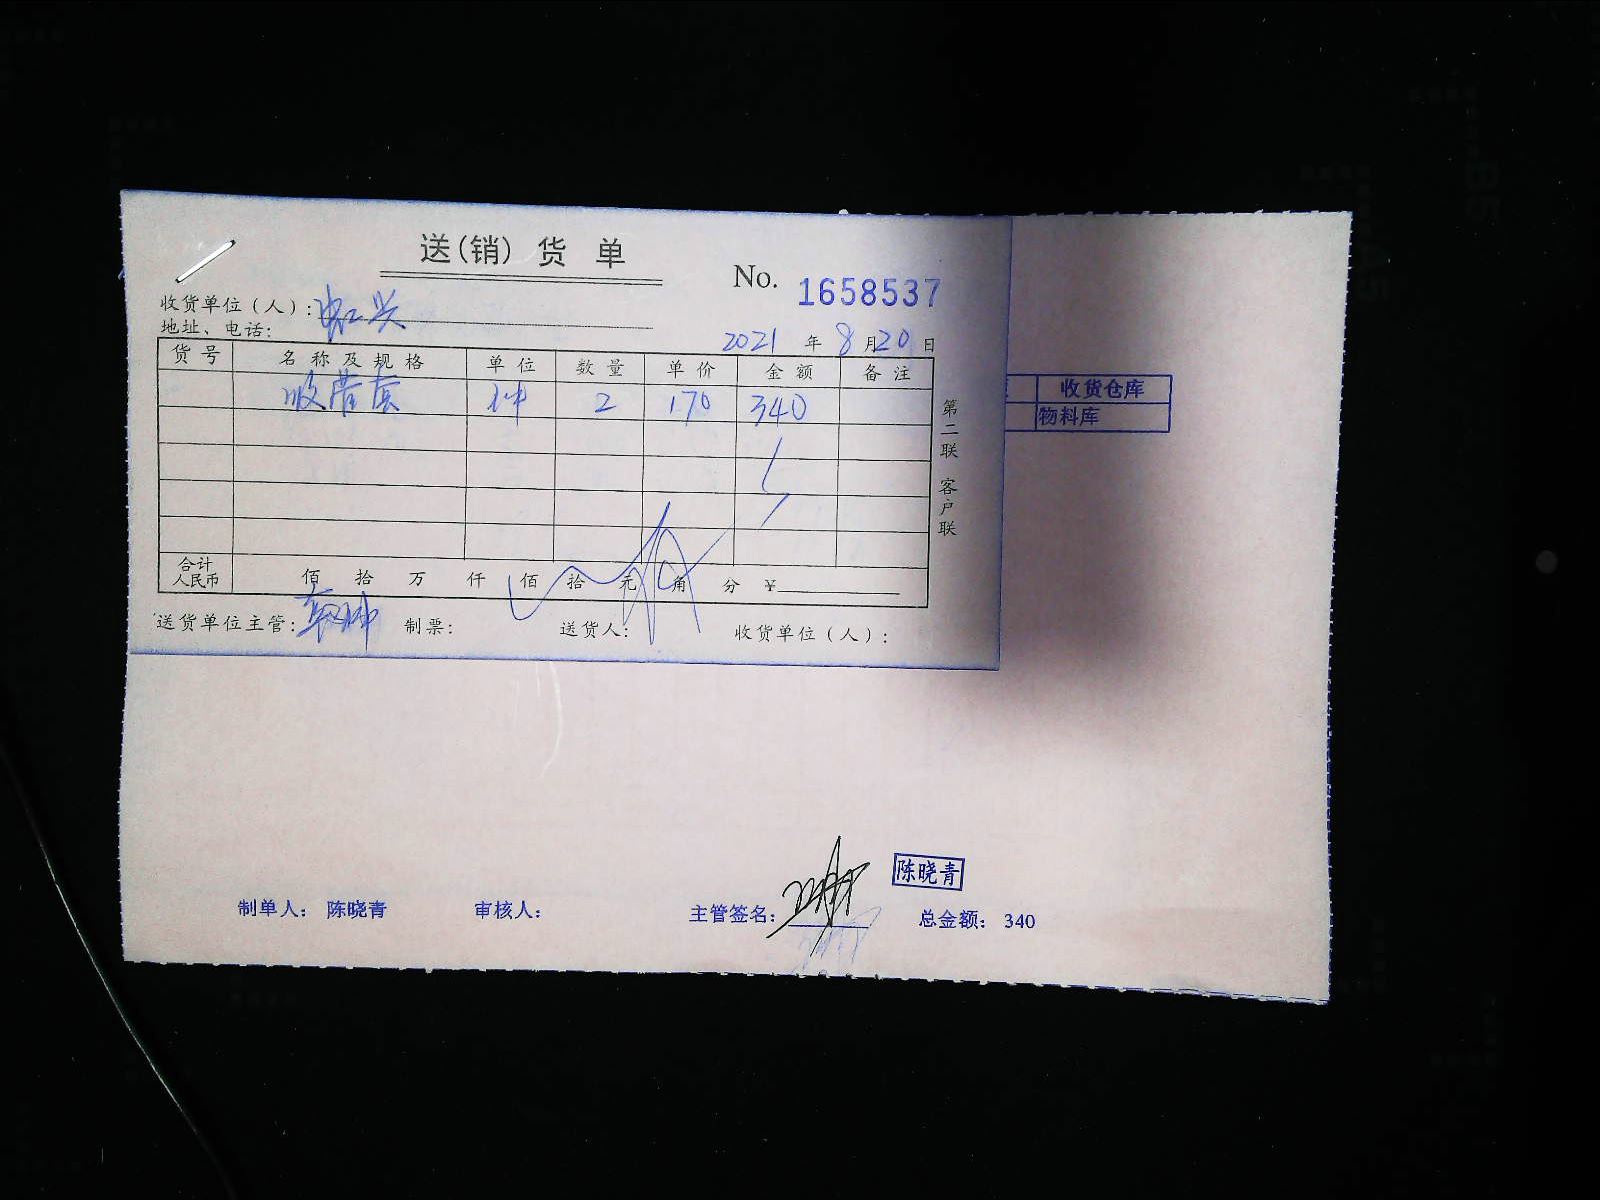 送(销) 货 单
No. 1658537
收货单位(人):虹兴
地址、电话:
2021 年 8 月 20 日
货号 名称及规格 单位 数量 单价 金额 备注
件 2 170 340
第二联 客户联
收货仓库
物料库
合计人民币 佰 拾 万 仟 佰 拾 元 角 分 ¥
送货单位主管: 制票: 送货人: 收货单位(人):
陈晓青
制单人: 陈晓青 审核人: 主管签名: 总金额: 340